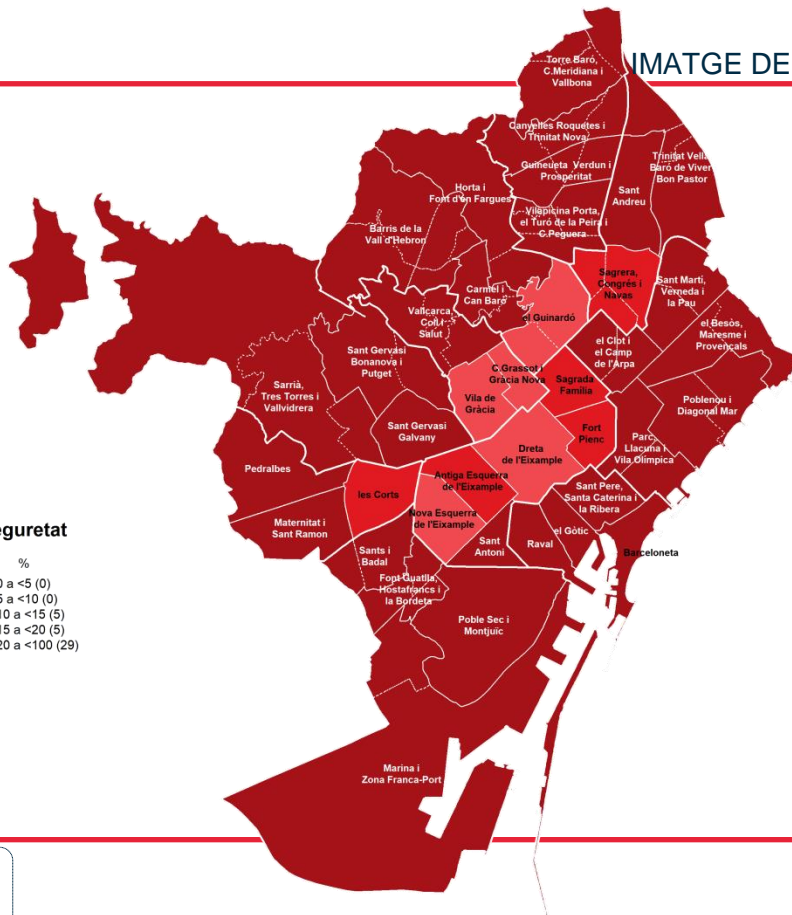 IMATGE DE
Torre Baró,
C.Meridiana i
Vallbona
Canyelles Roquetes i
Trinitat Nova
Guineueta Verdun i
Prosperitat
Trinitat Vella
Baró de Viver
Bon Pastor
Sant
Andreu
Horta i
Font d'en Fargues
Vilapicina Porta,
el Turó de la Peira i
C.Peguera
Barris de la
Vall d'Hebron
Sagrera,
Congrés i
Navas
Sant Martí,
Verneda i
la Pau
Carmel i
Can Baró
Vallcarca,
Coll i
Salut
el Guinardó
el Besòs,
Maresme i
Provençals
el Clot i
el Camp
de l'Arpa
Sant Gervasi
Bonanova i
Putget
C.Grassot i
Gràcia Nova
Sagrada
Família
Sarrià,
Tres Torres i
Vallvidrera
Vila de
Gràcia
Poblenou i
Diagonal Mar
Sant Gervasi
Galvany
Fort
Pienc
Parc,
Llacuna i
Vila Olímpica
Dreta
de l'Eixample
Pedralbes
Antiga Esquerra
de l'Eixample
les Corts
Sant Pere,
Santa Caterina i
la Ribera
Nova Esquerra
de l'Eixample
Maternitat i
Sant Ramon
el Gòtic
Sant
Antoni
Raval
Barceloneta
Sants i
Badal
Font Guatlla,
Hostafrancs i
la Bordeta
Poble Sec i
Montjuïc
Marina i
Zona Franca-Port
eguretat
%
0 a <5 (0)
5 a <10 (0)
10 a <15 (5)
15 a <20 (5)
20 a <100 (29)